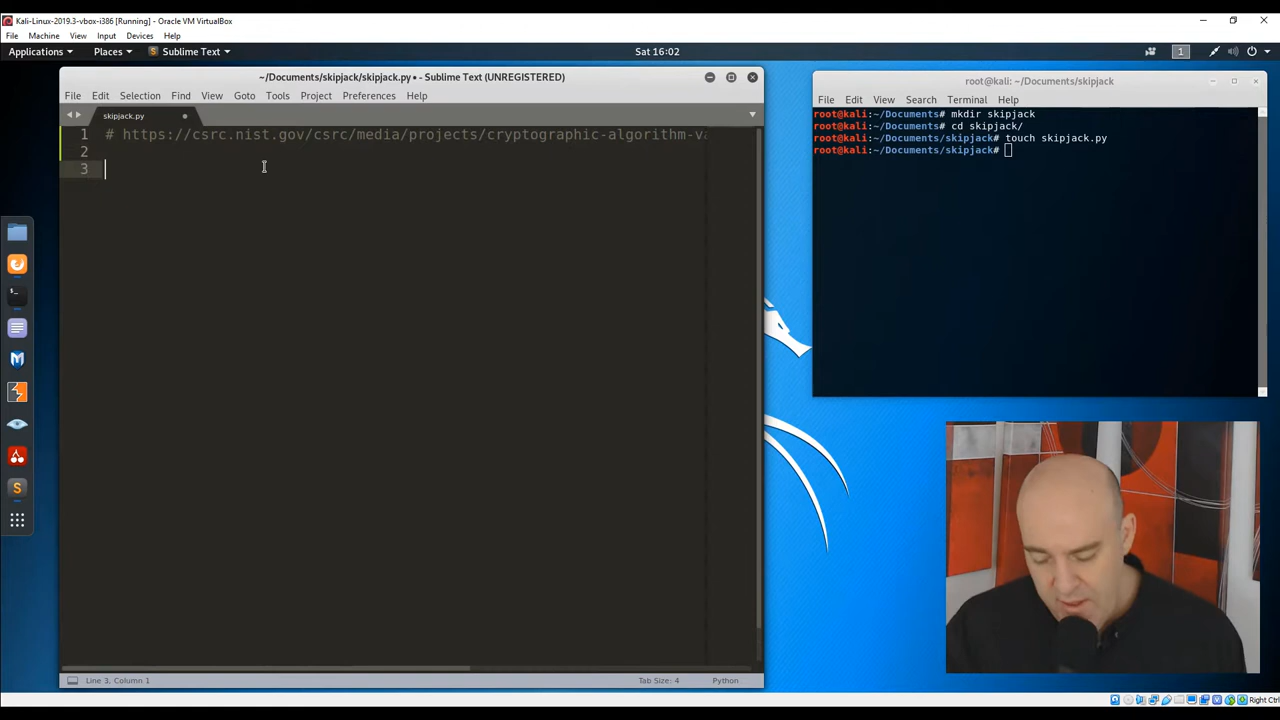 Kali-Linux-2019.3-vbox-i386 [Running] - Oracle VM VirtualBox
File Machine View Input Devices Help
Applications Places Sublime Text Sat 16:02 1
~/Documents/skipjack/skipjack.py • - Sublime Text (UNREGISTERED)
File Edit Selection Find View Goto Tools Project Preferences Help
skipjack.py
1 # https://csrc.nist.gov/csrc/media/projects/cryptographic-algorithm-va
2
3
Line 3, Column 1 Tab Size: 4 Python
root@kali: ~/Documents/skipjack
File Edit View Search Terminal Help
root@kali:~/Documents# mkdir skipjack
root@kali:~/Documents# cd skipjack/
root@kali:~/Documents/skipjack# touch skipjack.py
root@kali:~/Documents/skipjack#
Right Ctrl